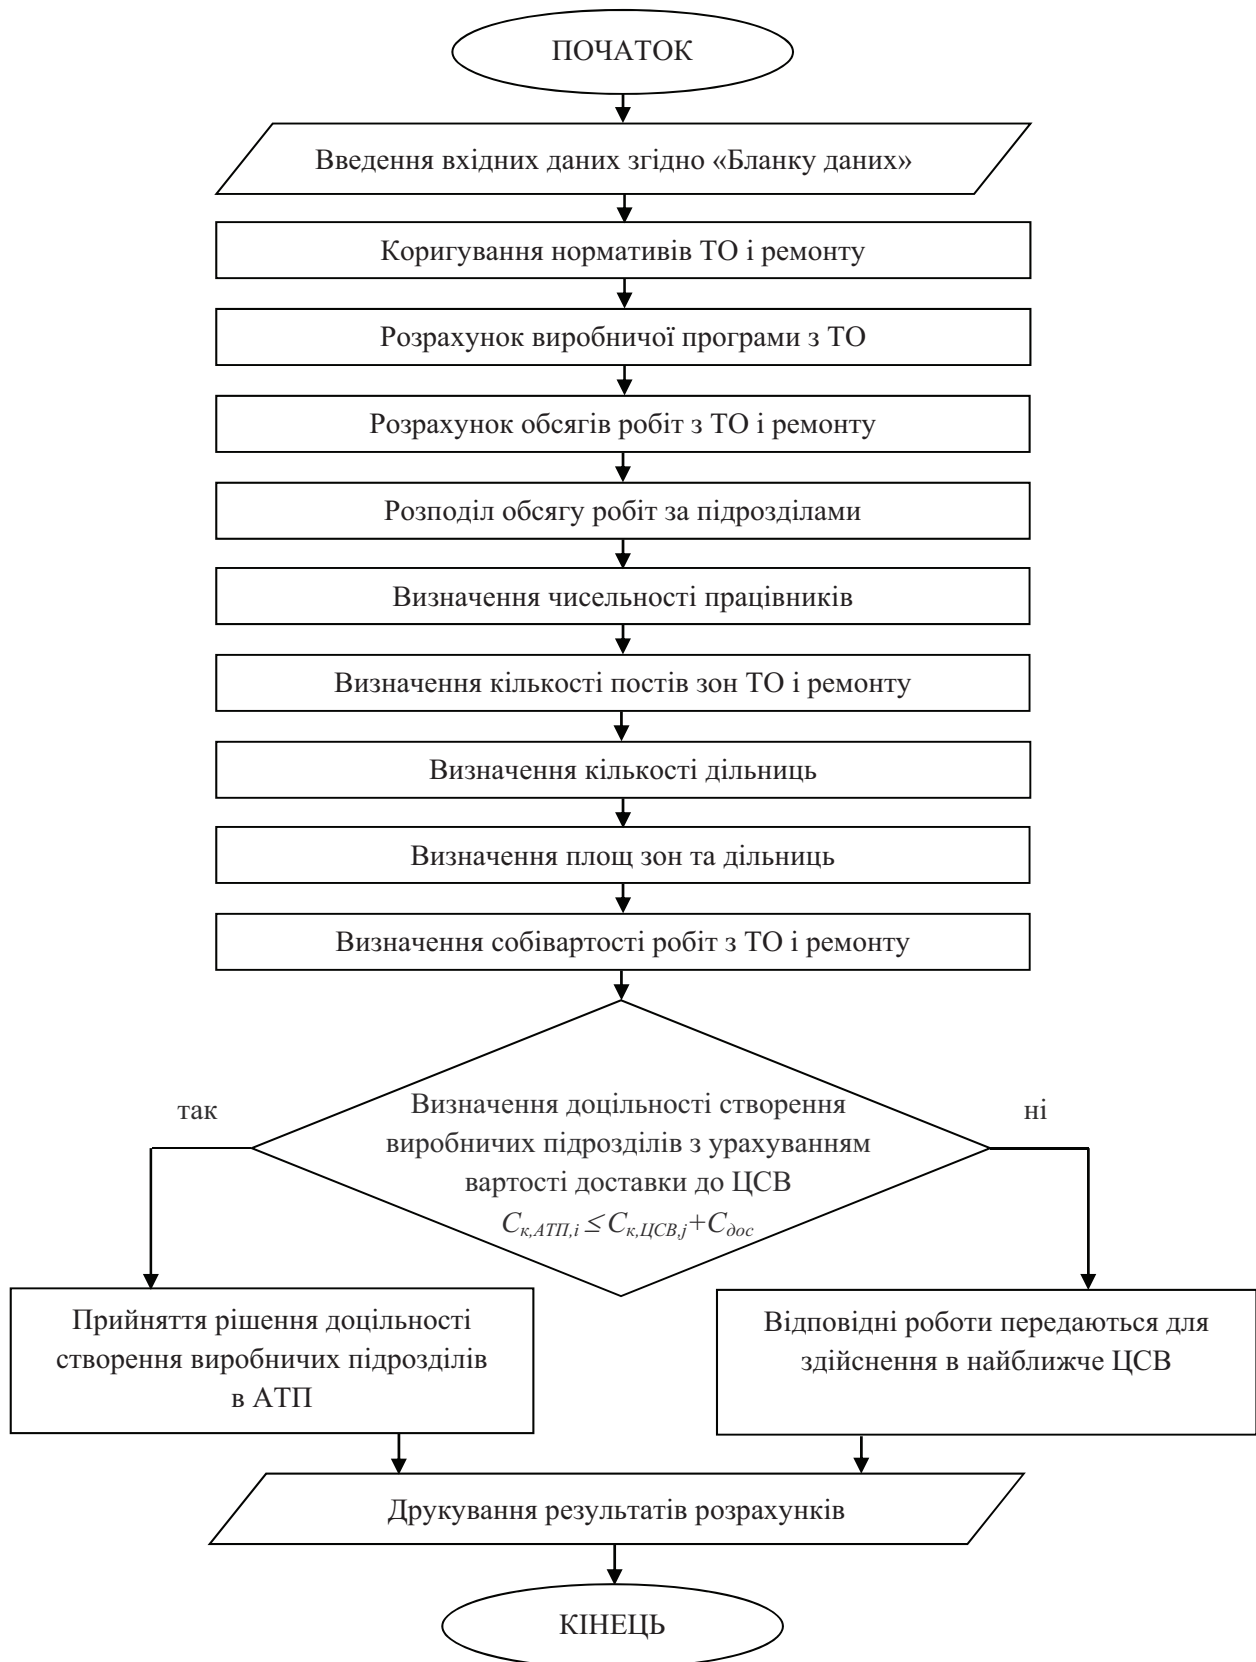 ПОЧАТОК
Введення вхідних даних згідно «Бланку даних»
Коригування нормативів ТО і ремонту
Розрахунок виробничої програми з ТО
Розрахунок обсягів робіт з ТО і ремонту
Розподіл обсягу робіт за підрозділами
Визначення чисельності працівників
Визначення кількості постів зон ТО і ремонту
Визначення кількості дільниць
Визначення площ зон та дільниць
Визначення собівартості робіт з ТО і ремонту
так
ні
Визначення доцільності створення
виробничих підрозділів з урахуванням
вартості доставки до ЦСВ
Cк,АТП,i ≤ Cк,ЦСВ,j+Cдос
Прийняття рішення доцільності
створення виробничих підрозділів
в АТП
Відповідні роботи передаються для
здійснення в найближче ЦСВ
Друкування результатів розрахунків
КІНЕЦЬ